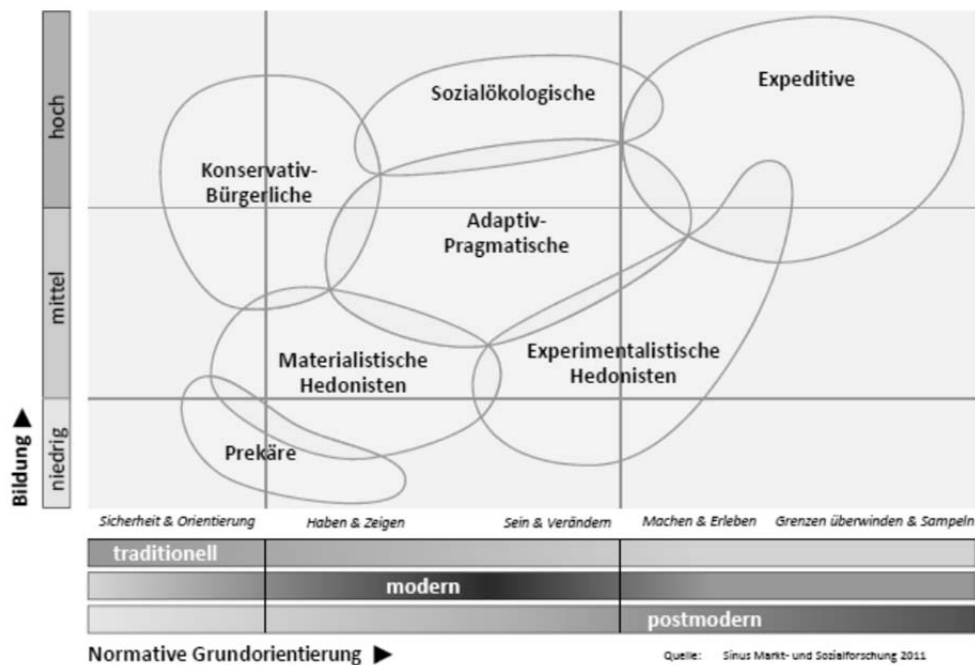 hoch
mittel
niedrig
Bildung ▶
Sozialökologische
Expeditive
Konservativ-
Bürgerliche
Adaptiv-
Pragmatische
Materialistische
Hedonisten
Experimentalistische
Hedonisten
Prekäre
Sicherheit & Orientierung
Haben & Zeigen
Sein & Verändern
Machen & Erleben
Grenzen überwinden & Sampeln
traditionell
modern
postmodern
Normative Grundorientierung ▶
Quelle: Sinus Markt- und Sozialforschung 2011